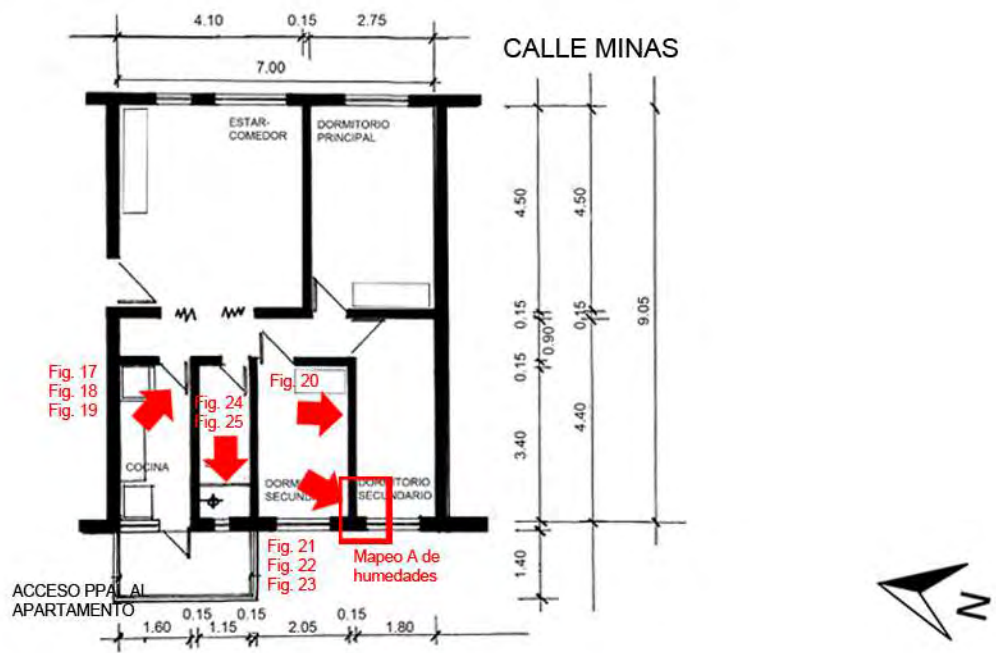 4.10
0.15
2.75
CALLE MINAS
7.00
ESTAR-
COMEDOR
DORMITORIO
PRINCIPAL
4.50
4.50
0.15
0.15
9.05
0.90
0.15
Fig. 17
Fig. 18
Fig. 19
Fig. 20
Fig. 24
Fig. 25
3.40
4.40
COCINA
DORM
SECUND
DORMITORIO
SECUNDARIO
Fig. 21
Fig. 22
Fig. 23
Mapeo A de
humedades
1.40
N
ACCESO PPAL AL
APARTAMENTO
0.15
0.15
0.15
1.60
1.15
2.05
1.80